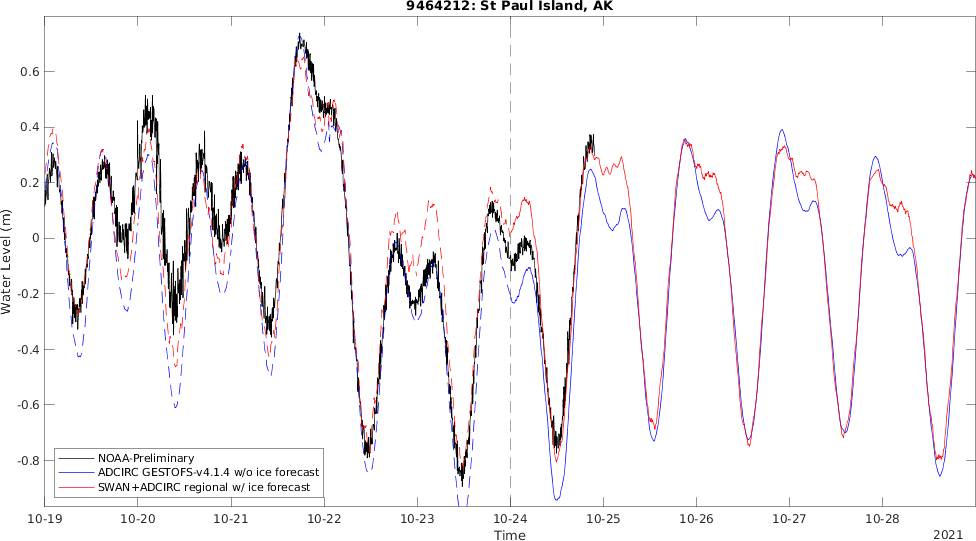 9464212: St Paul Island, AK
Water Level (m)
0.6
0.4
0.2
0
-0.2
-0.4
-0.6
-0.8
NOAA-Preliminary
ADCIRC GESTOFS-v4.1.4 w/o ice forecast
SWAN+ADCIRC regional w/ ice forecast
10-19 10-20 10-21 10-22 10-23 10-24 10-25 10-26 10-27 10-28
Time
2021